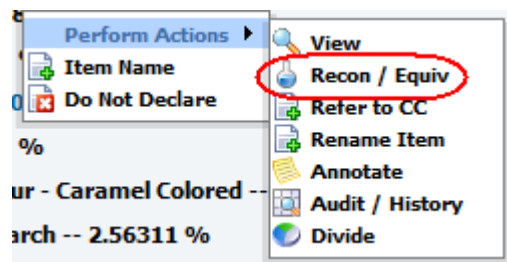 Perform Actions
Item Name
Do Not Declare
%
ur - Caramel Colored --
arch -- 2.56311 %
View
Recon / Equiv
Refer to CC
Rename Item
Annotate
Audit / History
Divide